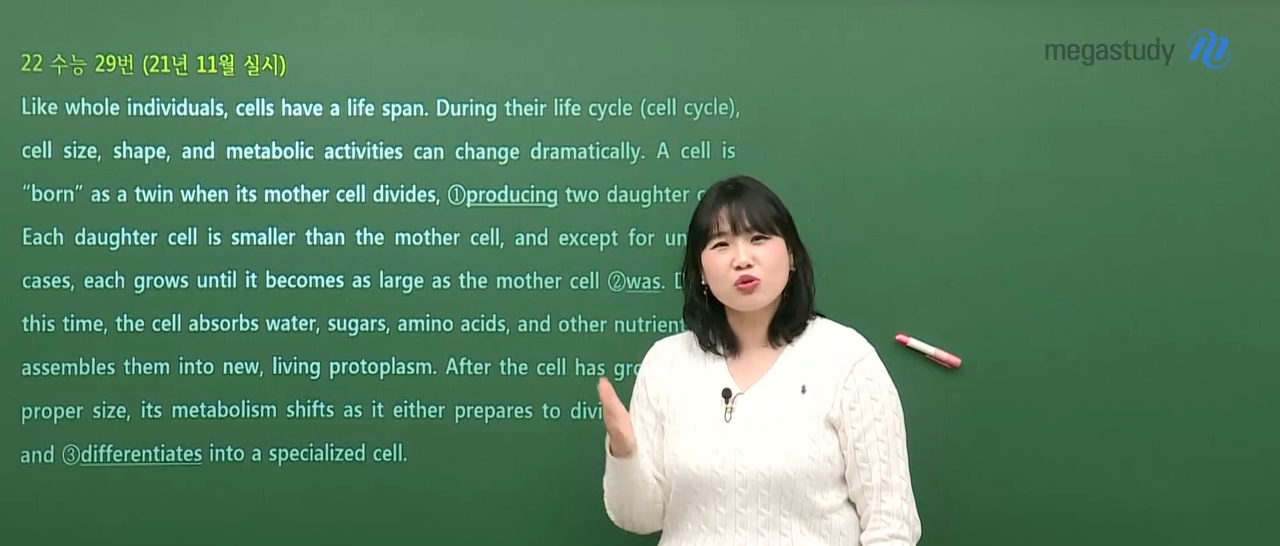 megastudy
22 수능 29번 (21년 11월 실시)
Like whole individuals, cells have a life span. During their life cycle (cell cycle),
cell size, shape, and metabolic activities can change dramatically. A cell is
“born” as a twin when its mother cell divides, ①producing two daughter
Each daughter cell is smaller than the mother cell, and except for
cases, each grows until it becomes as large as the mother cell ②was.
this time, the cell absorbs water, sugars, amino acids, and other
assembles them into new, living protoplasm. After the cell has
proper size, its metabolism shifts as it either prepares to
and ③differentiates into a specialized cell.